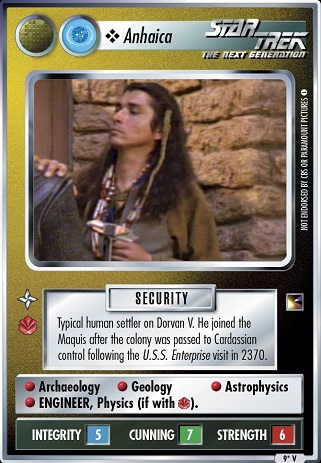 ❖ Anhaica
STAR TREK
THE NEXT GENERATION
NOT ENDORSED BY CBS OR PARAMOUNT PICTURES
SECURITY
Typical human settler on Dorvan V. He joined the
Maquis after the colony was passed to Cardassian
control following the U.S.S. Enterprise visit in 2370.
Archaeology Geology Astrophysics
ENGINEER, Physics (if with ).
INTEGRITY 5 CUNNING 7 STRENGTH 6
9* V